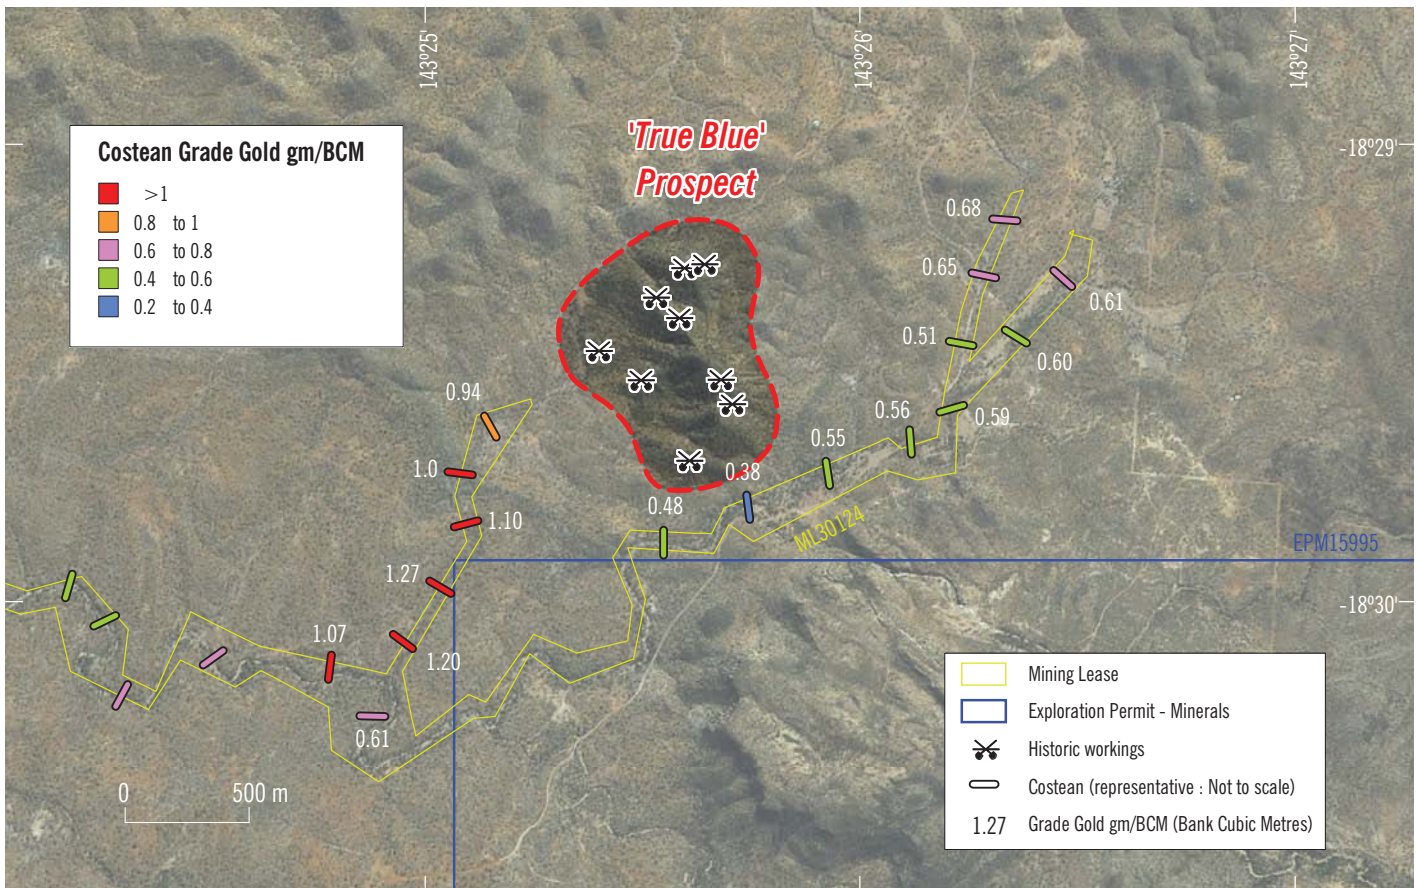 143°25'
143°26'
143°27'
-18°29'
-18°30'
Costean Grade Gold gm/BCM
>1
0.8 to 1
0.6 to 0.8
0.4 to 0.6
0.2 to 0.4
'True Blue'
Prospect
0.68
0.65
0.61
0.51
0.60
0.94
0.56
0.59
0.55
1.0
0.38
0.48
1.10
ML30124
EPM15995
1.27
1.07
1.20
0.61
0 500 m
Mining Lease
Exploration Permit - Minerals
Historic workings
Costean (representative : Not to scale)
1.27 Grade Gold gm/BCM (Bank Cubic Metres)